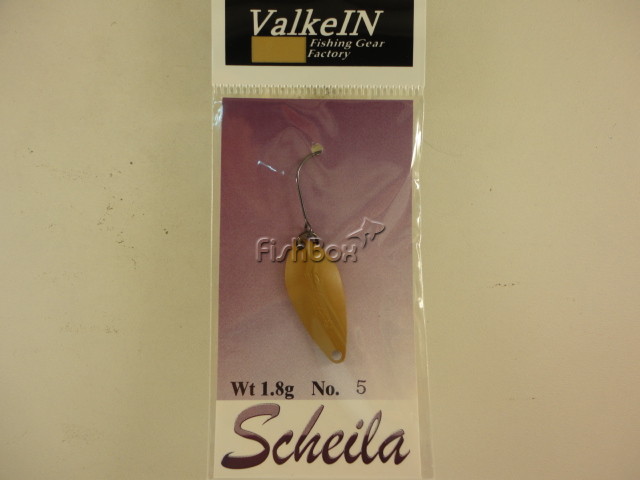 ValkeIN
Fishing Gear
Factory
FishBox
Wt 1.8g No. 5
Scheila